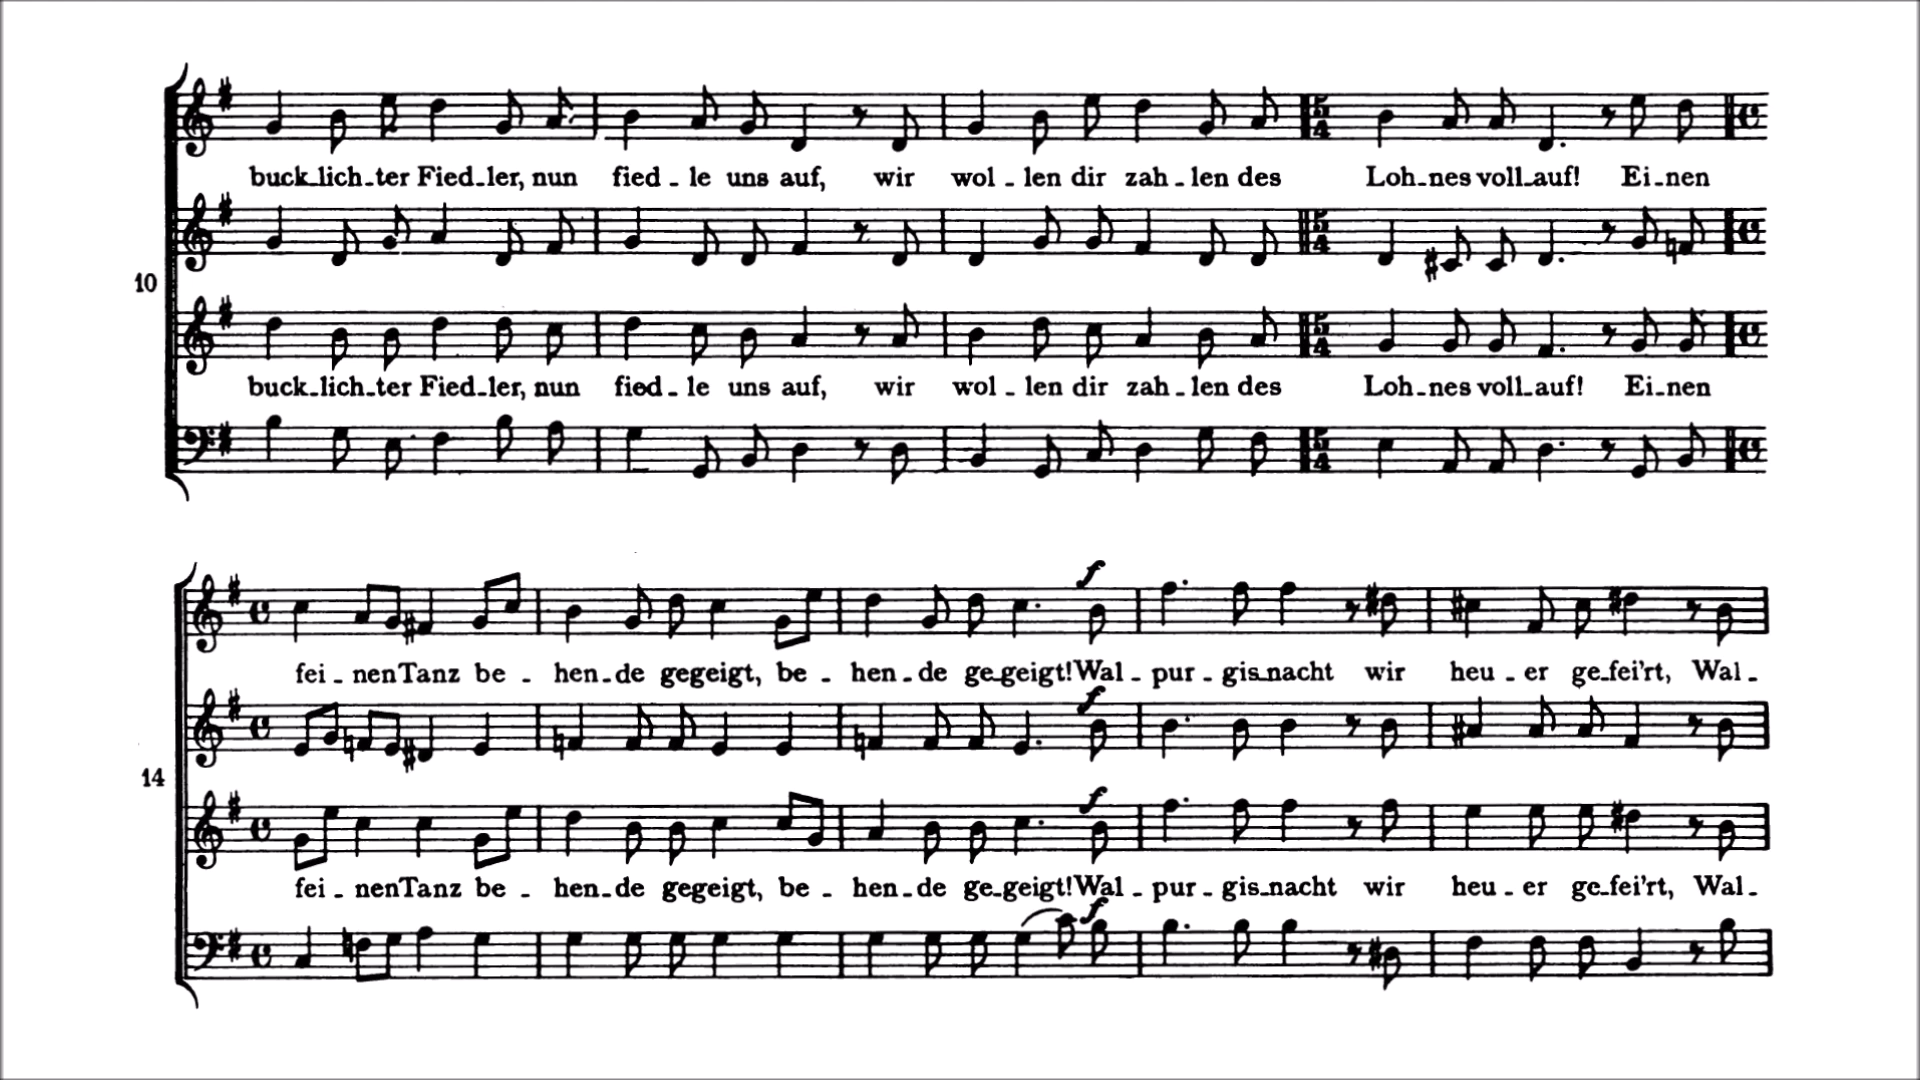 buck_lich_ter Fied_ler, nun fied - le uns auf, wir wol - len dir zah - len des Loh_nes voll_auf! Ei_nen
10
buck_lich_ter Fied_ler, nun fied - le uns auf, wir wol - len dir zah - len des Loh_nes voll_auf! Ei_nen
5
4
f
fei - nen Tanz be - hen_de gegeigt, be - hen_de ge_geigt! Wal - pur - gis_nacht wir heu - er ge_fei'rt, Wal -
f
14
f
fei - nen Tanz be - hen_de gegeigt, be - hen_de ge_geigt! Wal - pur - gis_nacht wir heu - er ge_fei'rt, Wal -
f